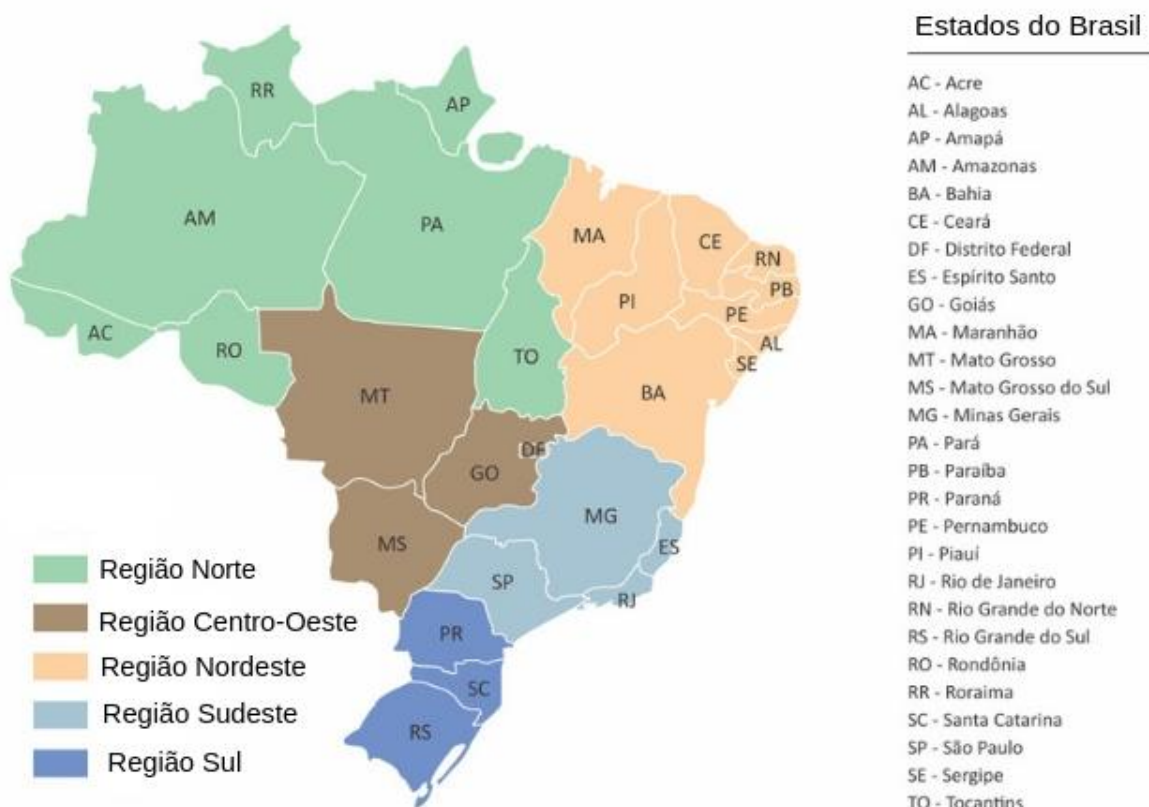 Estados do Brasil
AC - Acre
AL - Alagoas
AP - Amapá
AM - Amazonas
BA - Bahia
CE - Ceará
DF - Distrito Federal
ES - Espírito Santo
GO - Goiás
MA - Maranhão
MT - Mato Grosso
MS - Mato Grosso do Sul
MG - Minas Gerais
PA - Pará
PB - Paraíba
PR - Paraná
PE - Pernambuco
PI - Piauí
RJ - Rio de Janeiro
RN - Rio Grande do Norte
RS - Rio Grande do Sul
RO - Rondônia
RR - Roraima
SC - Santa Catarina
SP - São Paulo
SE - Sergipe
TO - Tocantins
RR
AP
AM
PA
MA
CE
RN
PB
PI
PE
AL
SE
AC
RO
TO
MT
BA
DF
GO
MG
MS
ES
SP
RJ
PR
SC
RS
Região Norte
Região Centro-Oeste
Região Nordeste
Região Sudeste
Região Sul